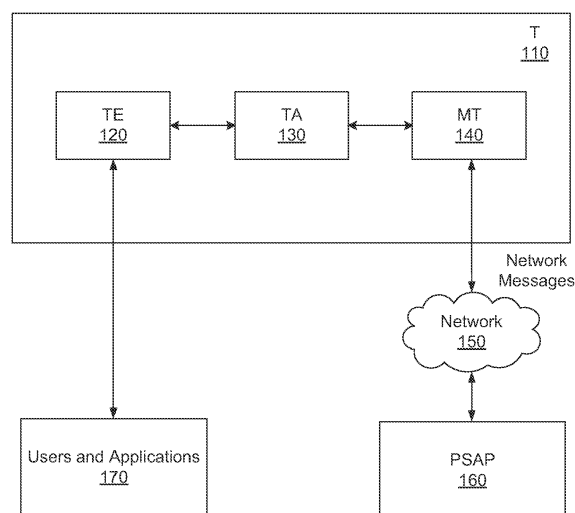 T
110
TE
120
TA
130
MT
140
Network
Messages
Network
150
Users and Applications
170
PSAP
160